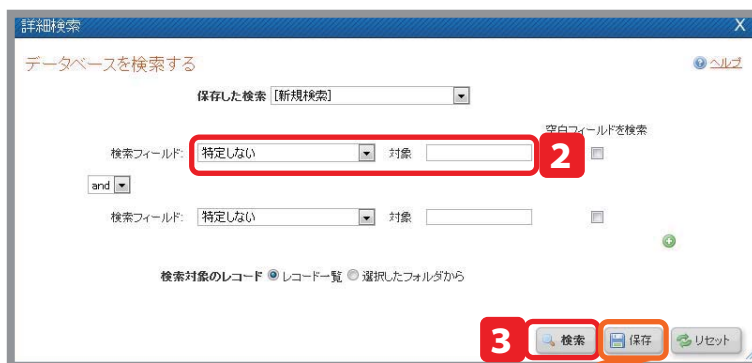 詳細検索 X
データベースを検索する ヘルプ
保存した検索 [新規検索]
空白フィールドを検索
検索フィールド: 特定しない 対象 2
and
検索フィールド: 特定しない 対象
検索対象のレコード レコード一覧 選択したフォルダから
3 検索 保存 リセット